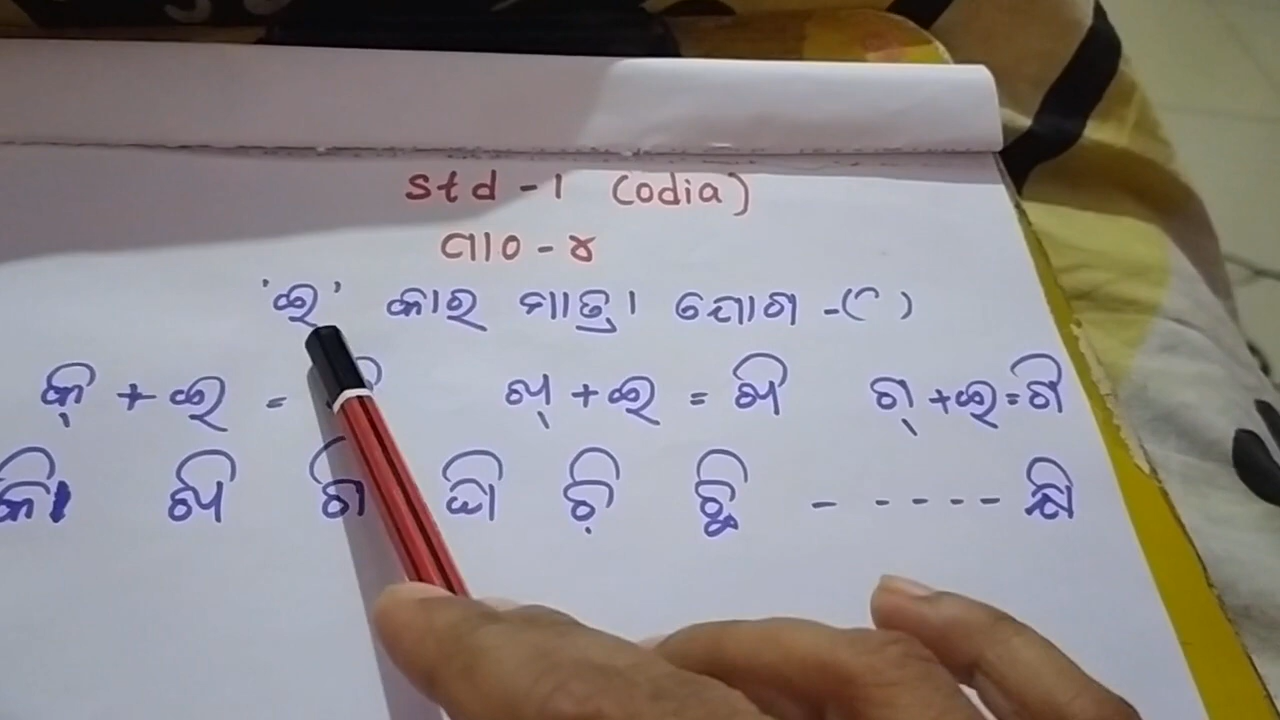 Std - 1 (Odia)
ପାଠ - ୪
'ଇ' କାର ମାତ୍ରା ଯୋଗ -( ି )
କ୍ + ଇ = ଖ୍ + ଇ = ଖି ଗ୍ + ଇ = ଗି
କି ଖି ଗି ଘି ଚି ଛି - - - - - କ୍ଷି